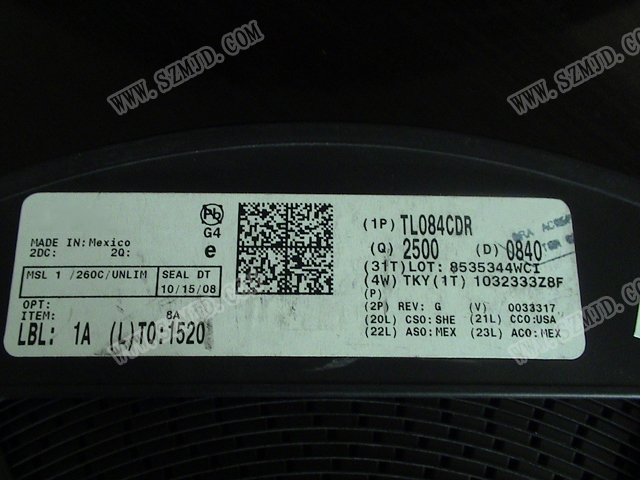 WWW.SZMJD.COM
WWW.SZMJD.COM
Pb
G4
e
MADE IN: Mexico
2DC: 2Q:
MSL 1 /260C/UNLIM SEAL DT
10/15/08
OPT:
ITEM: 8A
LBL: 1A (L)TO:1520
(1P) TL084CDR
(Q) 2500 (D) 0840
(31T)LOT: 8535344WCI
(4W) TKY(1T) 1032333Z8F
(P)
(2P) REV: G (V) 0033317
(20L) CSO:SHE (21L) CCO:USA
(22L) ASO:MEX (23L) ACO:MEX
WWW.SZMJD.COM
WWW.SZMJD.COM